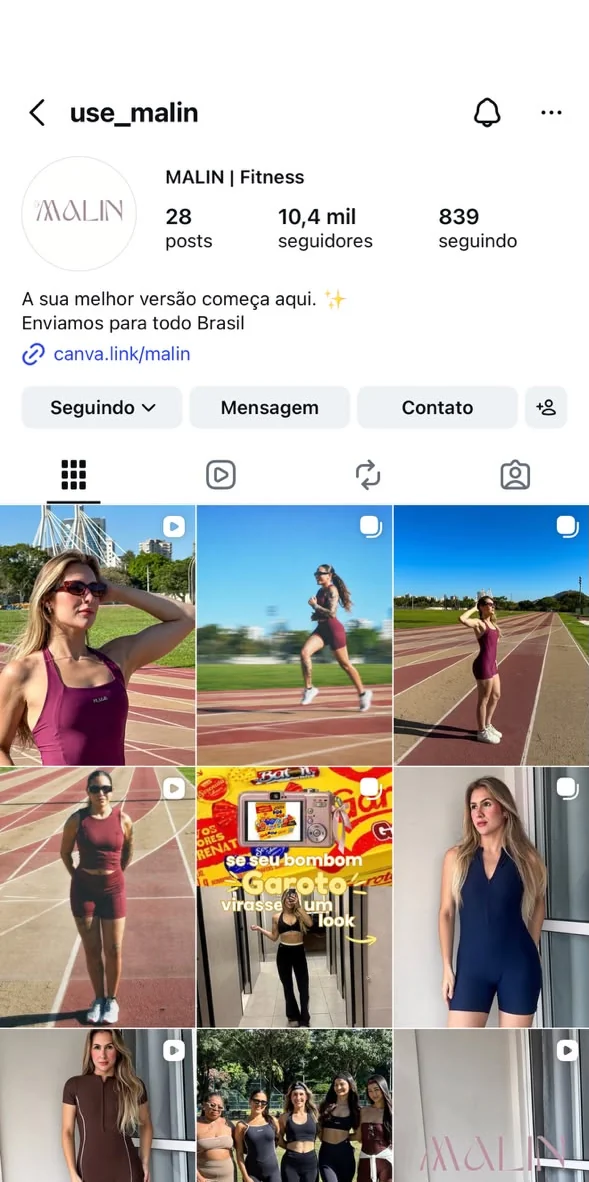 use_malin
MALIN
MALIN | Fitness
28
10,4 mil
839
posts
seguidores
seguindo
A sua melhor versão começa aqui. ✨
Enviamos para todo Brasil
canva.link/malin
Seguindo
Mensagem
Contato
se seu bombom
Garoto
virasse um
look
MALIN